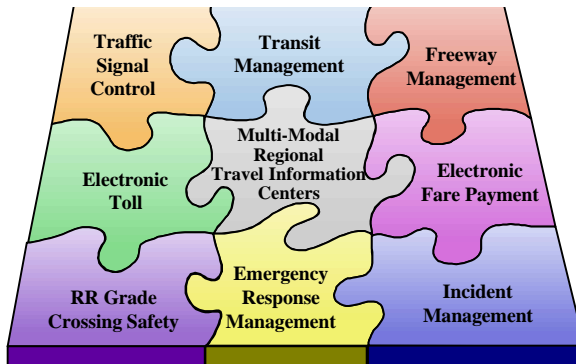 Traffic
Signal
Control
Transit
Management
Freeway
Management
Electronic
Toll
Multi-Modal
Regional
Travel Information
Centers
Electronic
Fare Payment
RR Grade
Crossing Safety
Emergency
Response
Management
Incident
Management